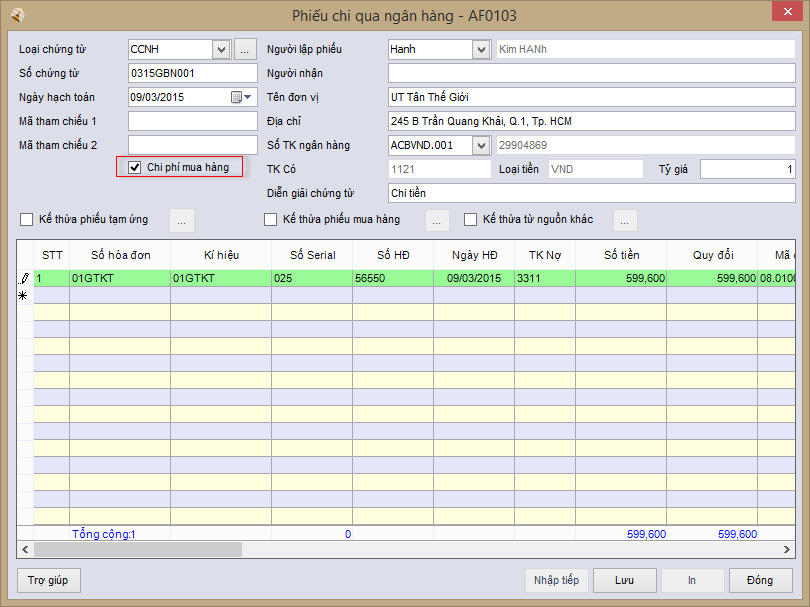 Phiếu chi qua ngân hàng - AF0103
Loại chứng từ CCNH ... Người lập phiếu Hanh Kim HANh
Số chứng từ 0315GBN001 Người nhận
Ngày hạch toán 09/03/2015 Tên đơn vị UT Tân Thế Giới
Mã tham chiếu 1 Địa chỉ 245 B Trần Quang Khải, Q.1, Tp. HCM
Mã tham chiếu 2 Số TK ngân hàng ACBVND.001 29904869
Chi phí mua hàng TK Có 1121 Loại tiền VND Tỷ giá 1
Diễn giải chứng từ Chi tiền
Kế thừa phiếu tạm ứng ... Kế thừa phiếu mua hàng ... Kế thừa từ nguồn khác ...
STT Số hóa đơn Kí hiệu Số Serial Số HĐ Ngày HĐ TK Nợ Số tiền Quy đổi Mã
1 01GTKT 01GTKT 025 56550 09/03/2015 3311 599,600 599,600 08.0100
Tổng cộng:1 0 599,600 599,600
Trợ giúp Nhập tiếp Lưu In Đóng